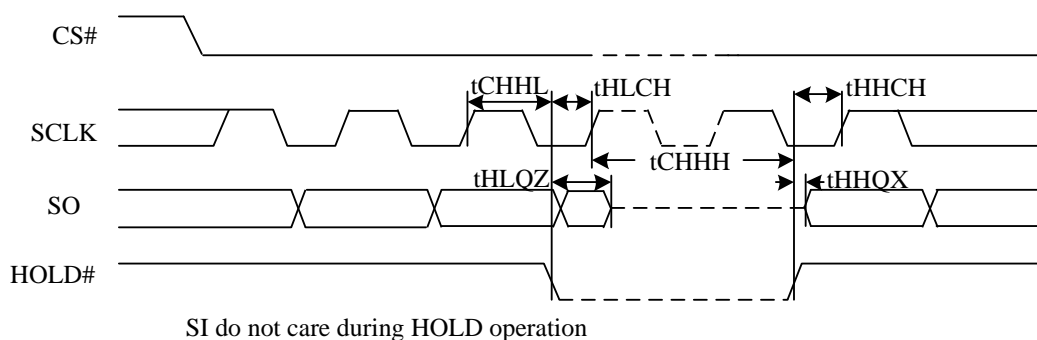 CS#
tCHHL
tHLCH
tHHCH
SCLK
tCHHH
tHLQZ
tHHQX
SO
HOLD#
SI do not care during HOLD operation